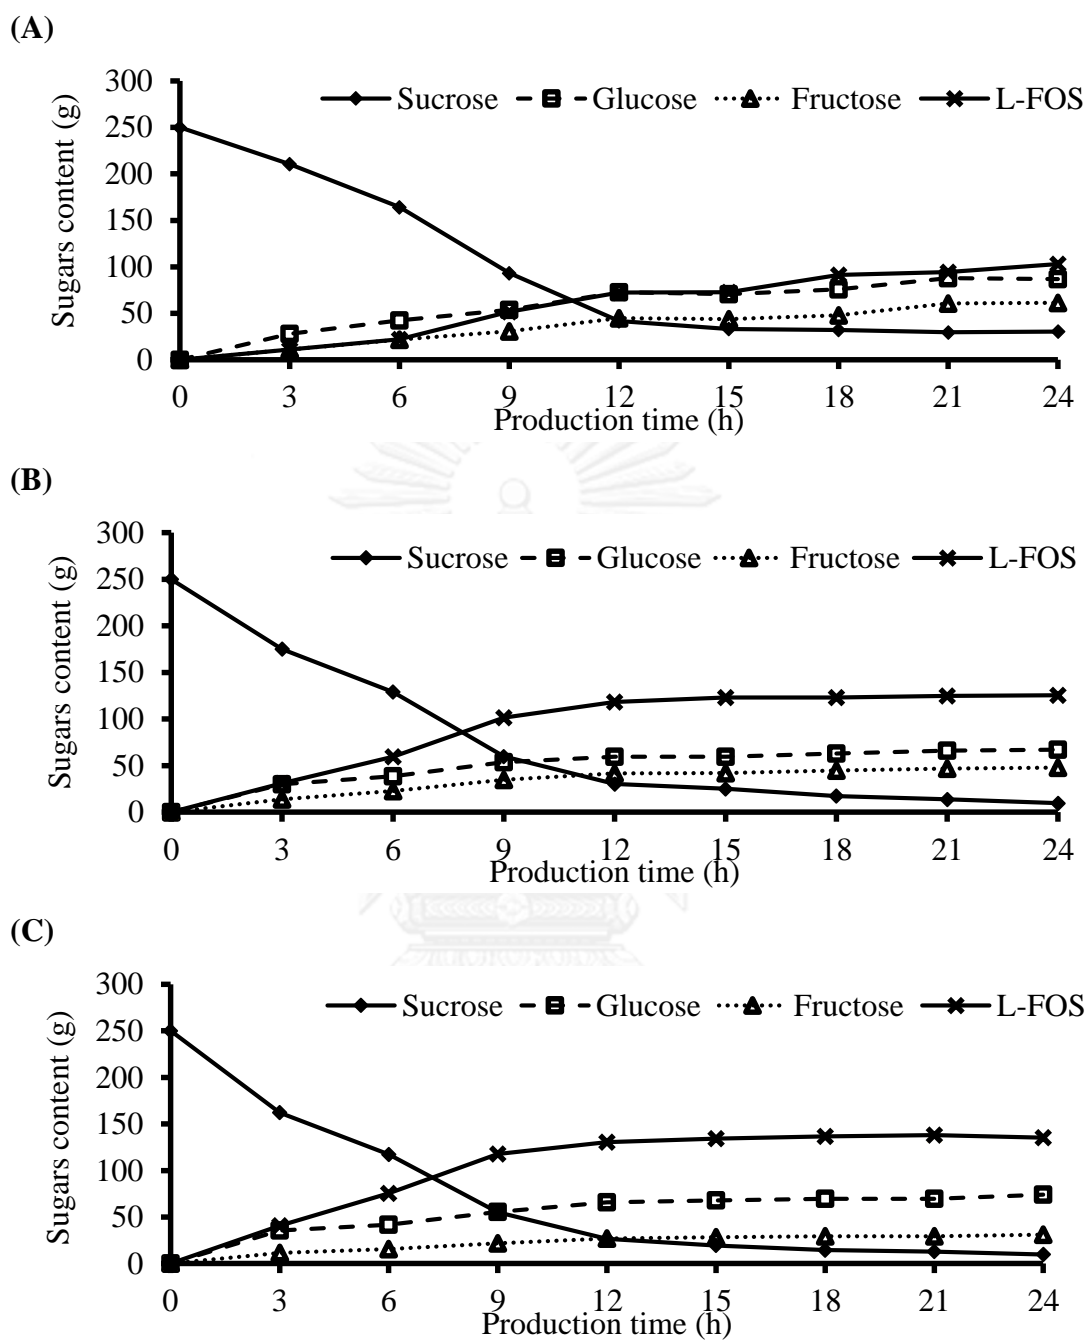 (A)
300
250
200
150
100
50
0
Sugars content (g)
Sucrose Glucose Fructose L-FOS
0 3 6 9 12 15 18 21 24
Production time (h)
(B)
300
250
200
150
100
50
0
Sugars content (g)
Sucrose Glucose Fructose L-FOS
0 3 6 9 12 15 18 21 24
Production time (h)
(C)
300
250
200
150
100
50
0
Sugars content (g)
Sucrose Glucose Fructose L-FOS
0 3 6 9 12 15 18 21 24
Production time (h)